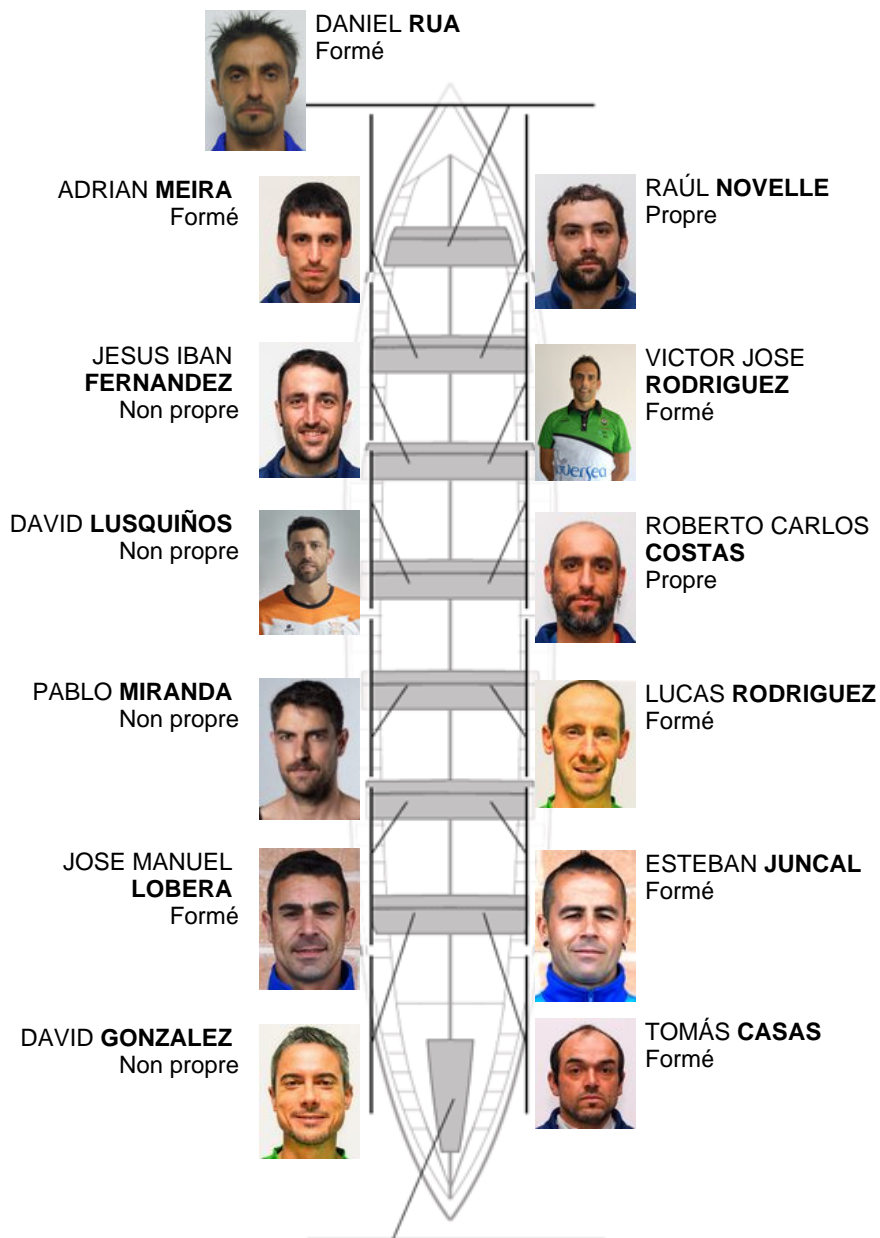 DANIEL RUA
Formé
ADRIAN MEIRA
Formé
RAÚL NOVELLE
Propre
JESUS IBAN
FERNANDEZ
Non propre
VICTOR JOSE
RODRIGUEZ
Formé
DAVID LUSQUIÑOS
Non propre
ROBERTO CARLOS
COSTAS
Propre
PABLO MIRANDA
Non propre
LUCAS RODRIGUEZ
Formé
JOSE MANUEL
LOBERA
Formé
ESTEBAN JUNCAL
Formé
DAVID GONZALEZ
Non propre
TOMÁS CASAS
Formé